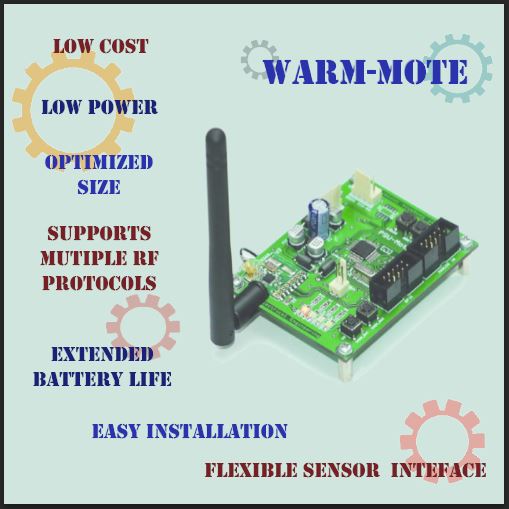 LOW COST
WARM-MOTE
LOW POWER
OPTIMIZED
SIZE
SUPPORTS
MUTIPLE RF
PROTOCOLS
EXTENDED
BATTERY LIFE
EASY INSTALLATION
FLEXIBLE SENSOR INTEFACE